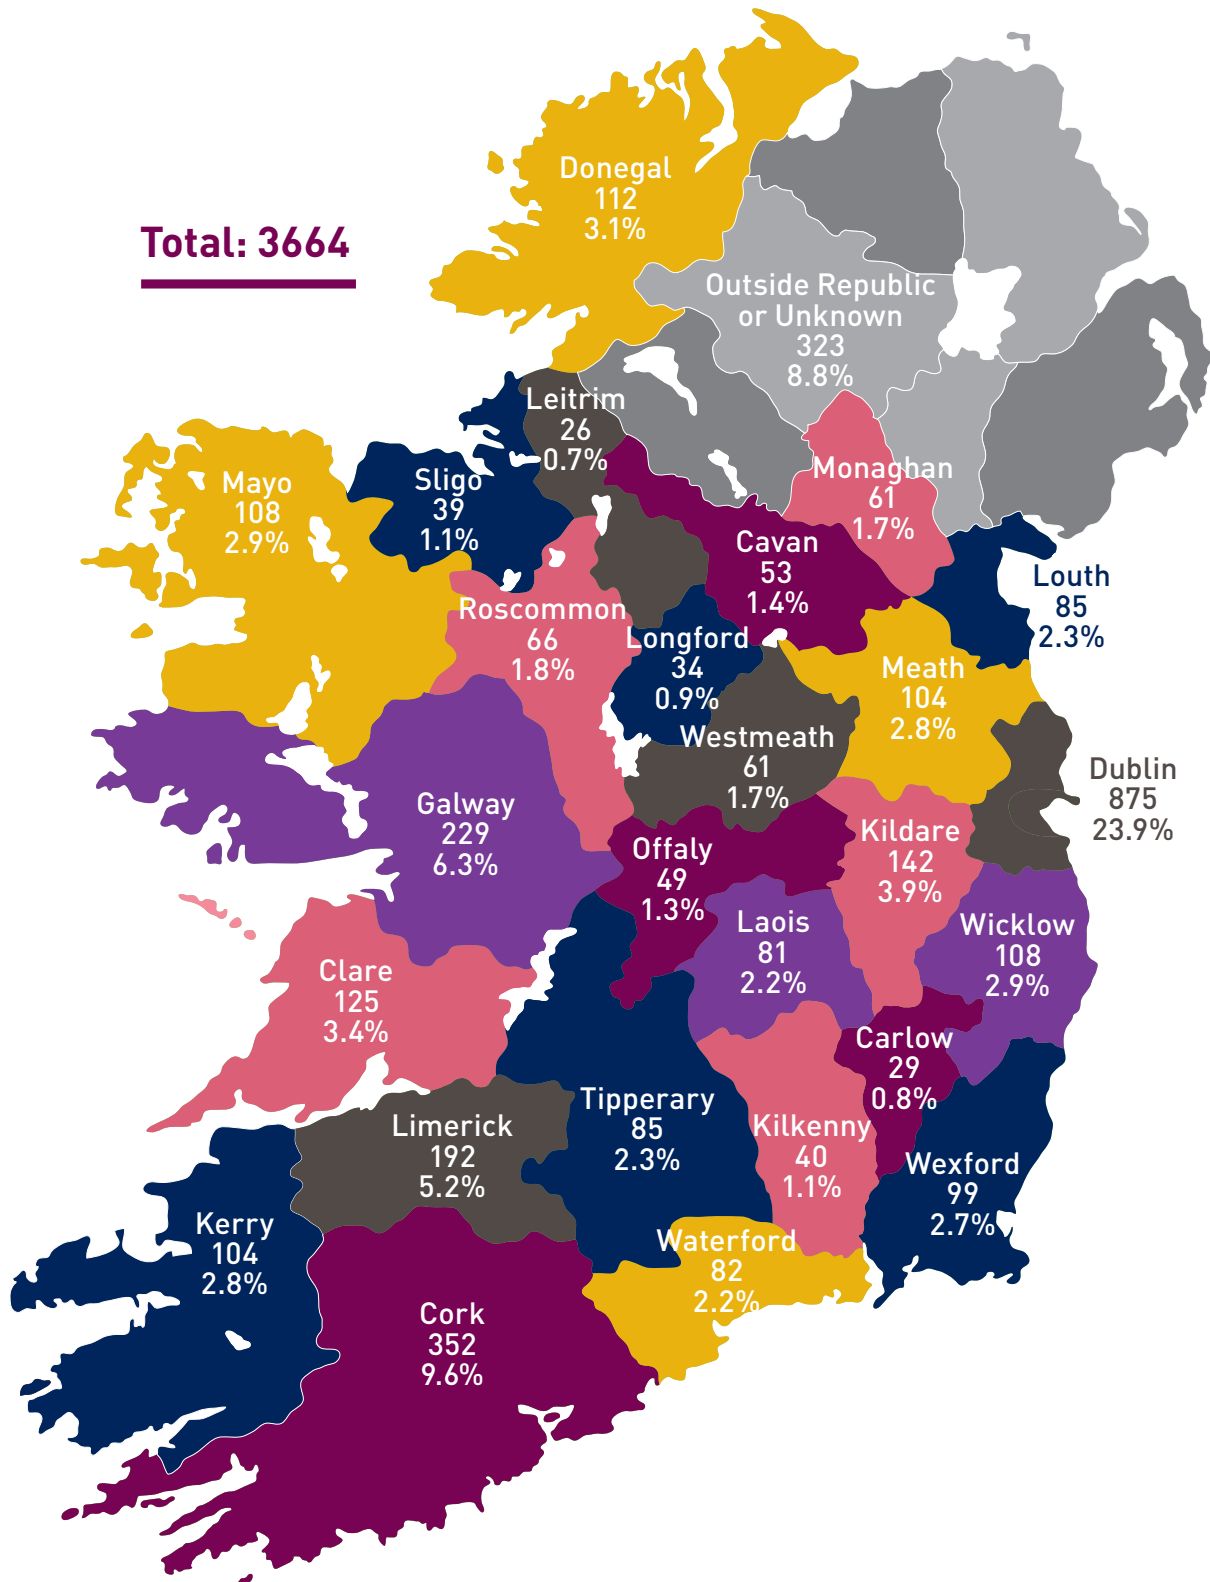 Donegal
112
3.1%
Total: 3664
Outside Republic
or Unknown
323
8.8%
Leitrim
26
0.7%
Mayo
108
2.9%
Sligo
39
1.1%
Monaghan
61
1.7%
Cavan
53
1.4%
Louth
85
2.3%
Roscommon
66
1.8%
Longford
34
0.9%
Meath
104
2.8%
Westmeath
61
1.7%
Dublin
875
23.9%
Galway
229
6.3%
Offaly
49
1.3%
Kildare
142
3.9%
Laois
81
2.2%
Wicklow
108
2.9%
Clare
125
3.4%
Carlow
29
0.8%
Tipperary
85
2.3%
Limerick
192
5.2%
Kilkenny
40
1.1%
Wexford
99
2.7%
Kerry
104
2.8%
Waterford
82
2.2%
Cork
352
9.6%